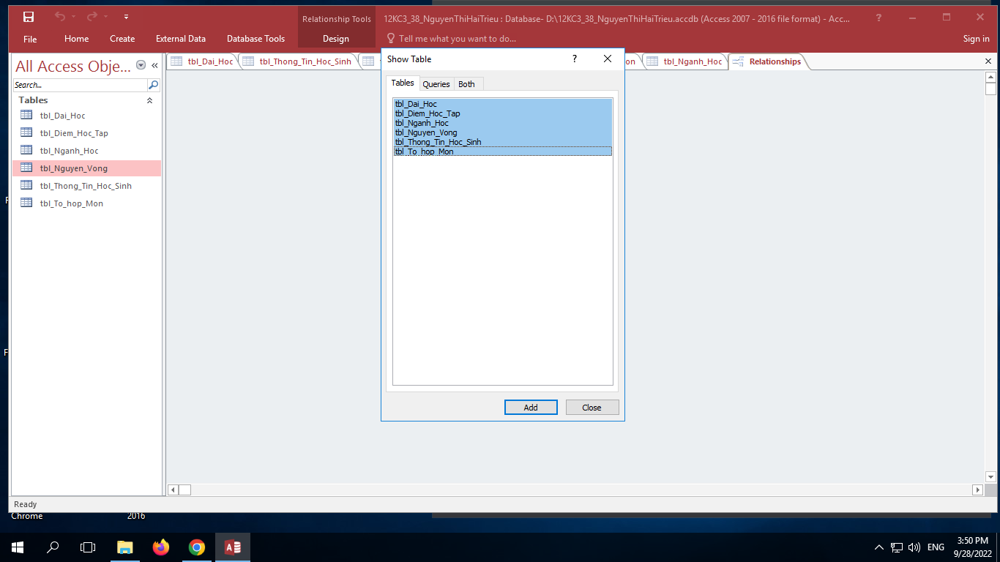 Relationship Tools
12KC3_38_NguyenThiHaiTrieu : Database- D:\12KC3_38_NguyenThiHaiTrieu.accdb (Access 2007 - 2016 file format) - Acc...
?
File Home Create External Data Database Tools Design Tell me what you want to do... Sign in
All Access Obje...
Search...
Tables
tbl_Dai_Hoc
tbl_Diem_Hoc_Tap
tbl_Nganh_Hoc
tbl_Nguyen_Vong
tbl_Thong_Tin_Hoc_Sinh
tbl_To_hop_Mon
tbl_Dai_Hoc tbl_Thong_Tin_Hoc_Sinh on tbl_Nganh_Hoc Relationships
Show Table ?
Tables Queries Both
tbl_Dai_Hoc
tbl_Diem_Hoc_Tap
tbl_Nganh_Hoc
tbl_Nguyen_Vong
tbl_Thong_Tin_Hoc_Sinh
tbl_To_hop_Mon
Add Close
Ready
Chrome 2016
ENG
3:50 PM
9/28/2022